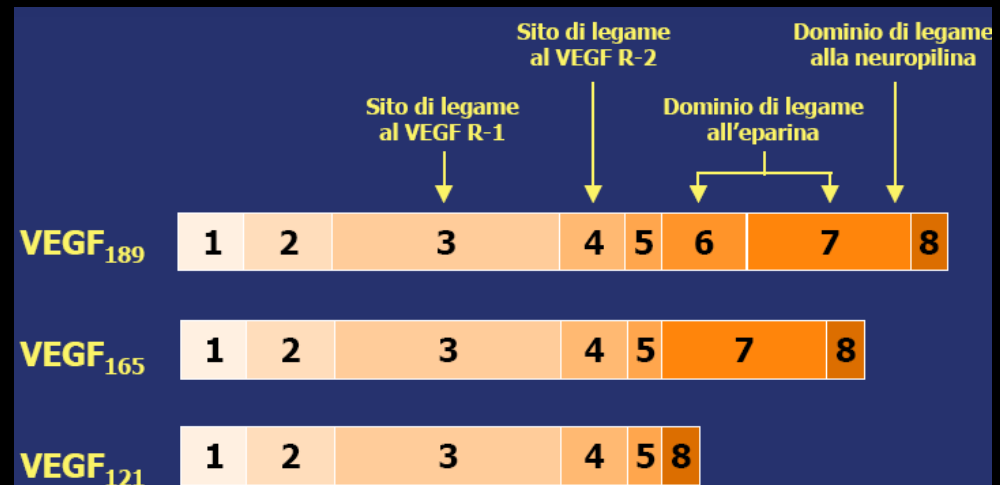 Sito di legame
al VEGF R-2
Dominio di legame
alla neuropilina
Sito di legame
al VEGF R-1
Dominio di legame
all'eparina
VEGF189 1 2 3 4 5 6 7 8
VEGF165 1 2 3 4 5 7 8
VEGF121 1 2 3 4 5 8